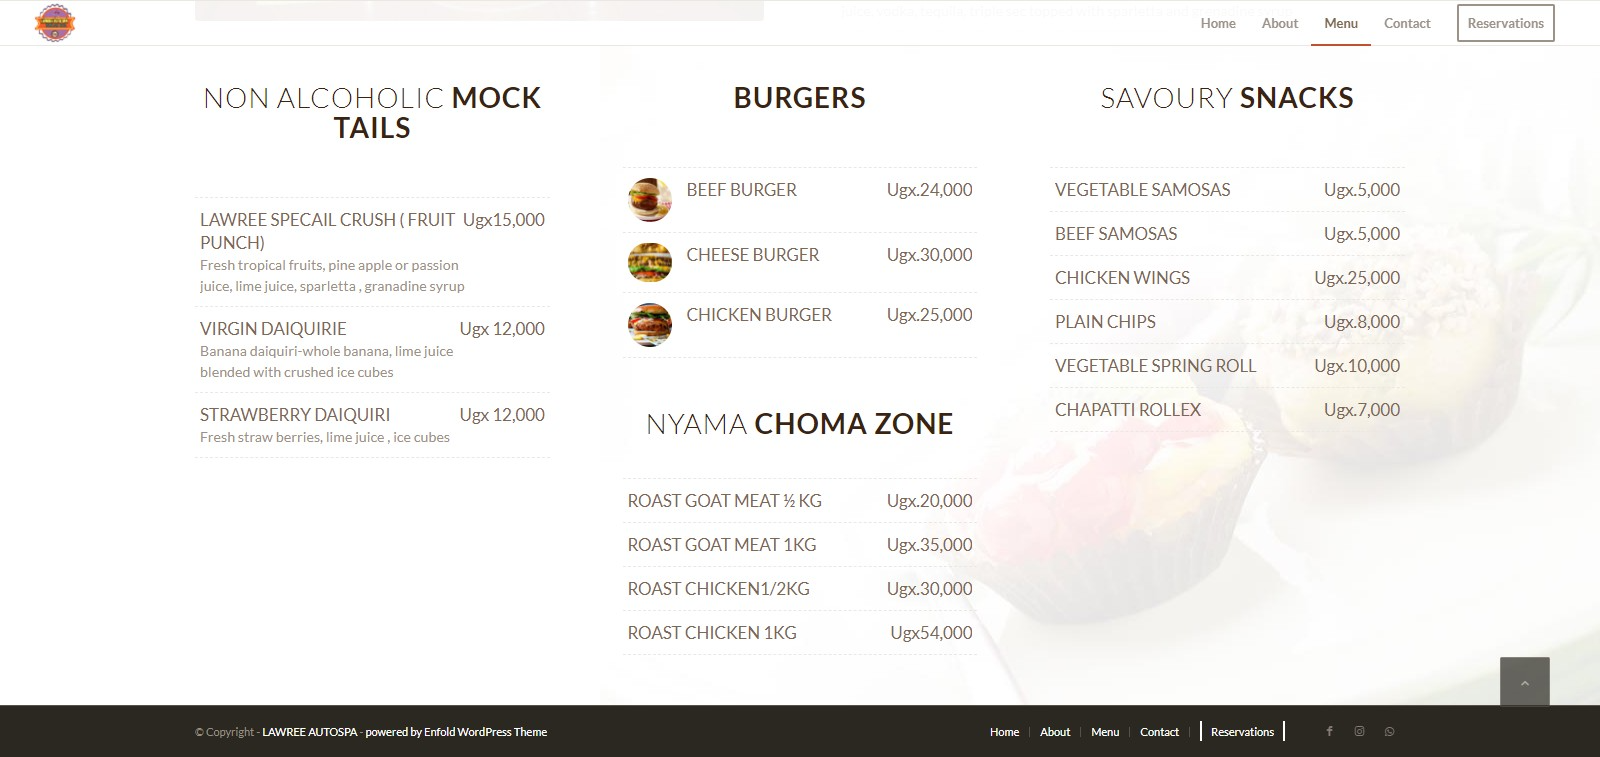 Home
About
Menu
Contact
Reservations
NON ALCOHOLIC MOCK
TAILS
LAWREE SPECAIL CRUSH ( FRUIT Ugx15,000
PUNCH)
Fresh tropical fruits, pine apple or passion
juice, lime juice, sparletta , granadine syrup
VIRGIN DAIQUIRIE Ugx 12,000
Banana daiquiri-whole banana, lime juice
blended with crushed ice cubes
STRAWBERRY DAIQUIRI Ugx 12,000
Fresh straw berries, lime juice , ice cubes
BURGERS
BEEF BURGER Ugx.24,000
CHEESE BURGER Ugx.30,000
CHICKEN BURGER Ugx.25,000
NYAMA CHOMA ZONE
ROAST GOAT MEAT ½ KG Ugx.20,000
ROAST GOAT MEAT 1KG Ugx.35,000
ROAST CHICKEN1/2KG Ugx.30,000
ROAST CHICKEN 1KG Ugx54,000
SAVOURY SNACKS
VEGETABLE SAMOSAS Ugx.5,000
BEEF SAMOSAS Ugx.5,000
CHICKEN WINGS Ugx.25,000
PLAIN CHIPS Ugx.8,000
VEGETABLE SPRING ROLL Ugx.10,000
CHAPATTI ROLLEX Ugx.7,000
© Copyright - LAWREE AUTOSPA - powered by Enfold WordPress Theme
Home
About
Menu
Contact
Reservations